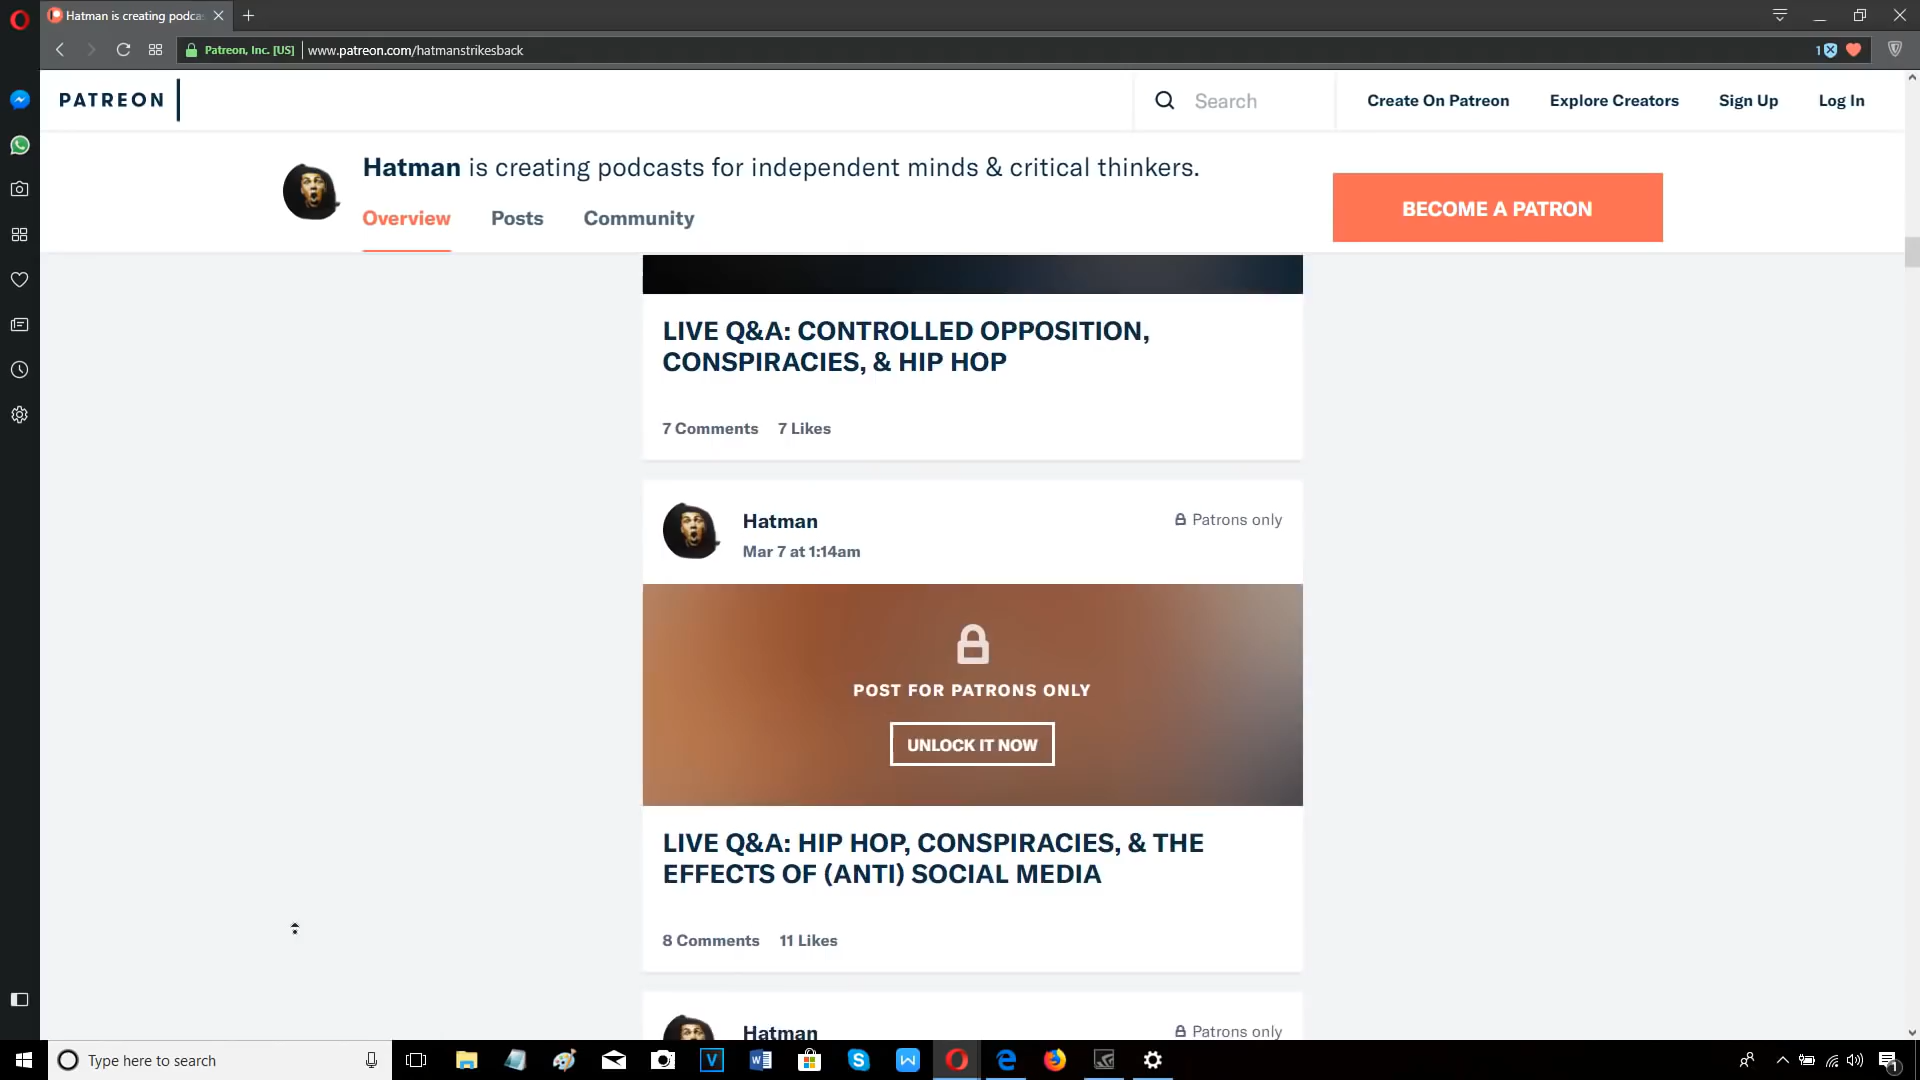 Hatman is creating podca
Patreon, Inc. [US] www.patreon.com/hatmanstrikesback
1
PATREON
Search
Create On Patreon
Explore Creators
Sign Up
Log In
Hatman is creating podcasts for independent minds & critical thinkers.
Overview
Posts
Community
BECOME A PATRON
LIVE Q&A: CONTROLLED OPPOSITION,
CONSPIRACIES, & HIP HOP
7 Comments 7 Likes
Hatman
Patrons only
Mar 7 at 1:14am
POST FOR PATRONS ONLY
UNLOCK IT NOW
LIVE Q&A: HIP HOP, CONSPIRACIES, & THE
EFFECTS OF (ANTI) SOCIAL MEDIA
8 Comments 11 Likes
Hatman
Patrons only
Type here to search
V
W
S
W
1